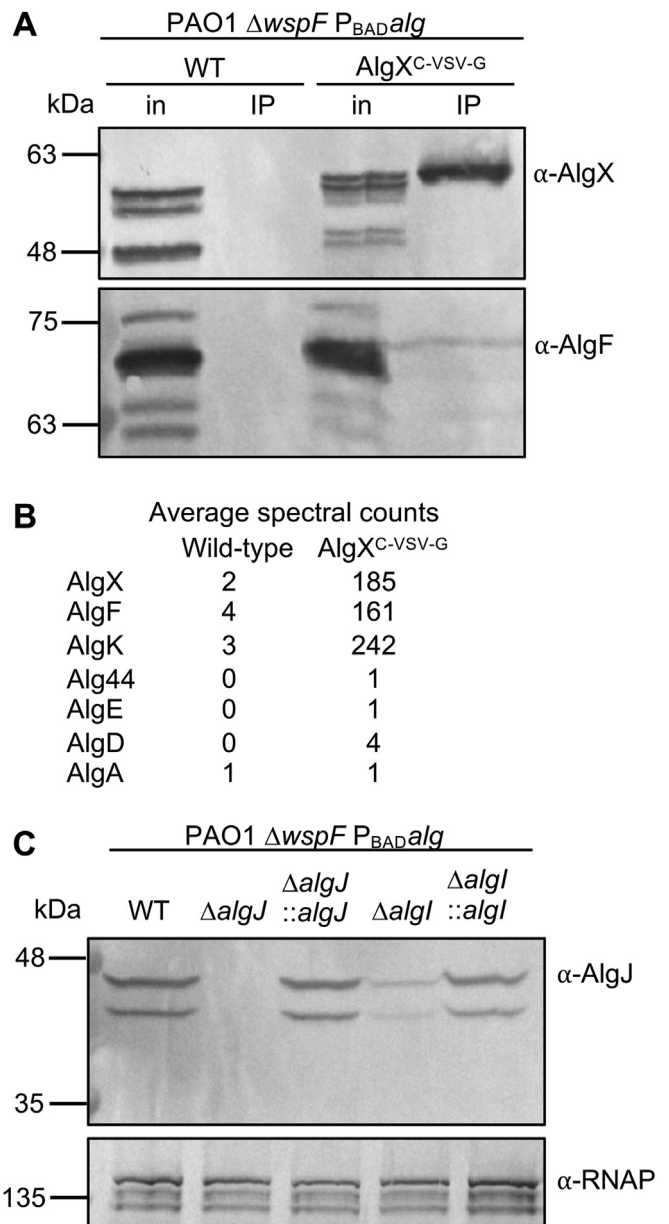 A
PAO1 ΔwspF PBADalg
WT AlgXC-VSV-G
kDa in IP in IP
63
α-AlgX
48
75
α-AlgF
63
B
Average spectral counts
Wild-type AlgXC-VSV-G
AlgX 2 185
AlgF 4 161
AlgK 3 242
Alg44 0 1
AlgE 0 1
AlgD 0 4
AlgA 1 1
C
PAO1 ΔwspF PBADalg
kDa WT ΔalgJ ΔalgJ ::algJ ΔalgI ΔalgI ::algI
48
α-AlgJ
35
α-RNAP
135